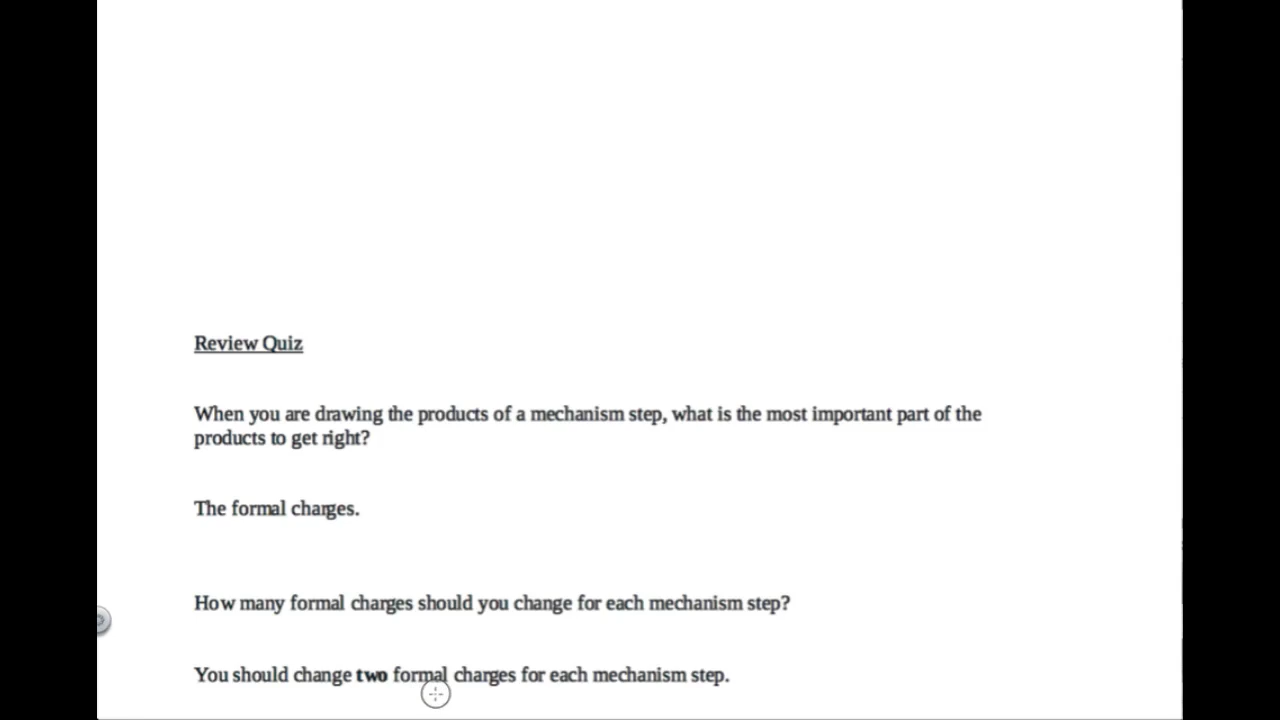 Review Quiz
When you are drawing the products of a mechanism step, what is the most important part of the
products to get right?
The formal charges.
How many formal charges should you change for each mechanism step?
You should change two formal charges for each mechanism step.